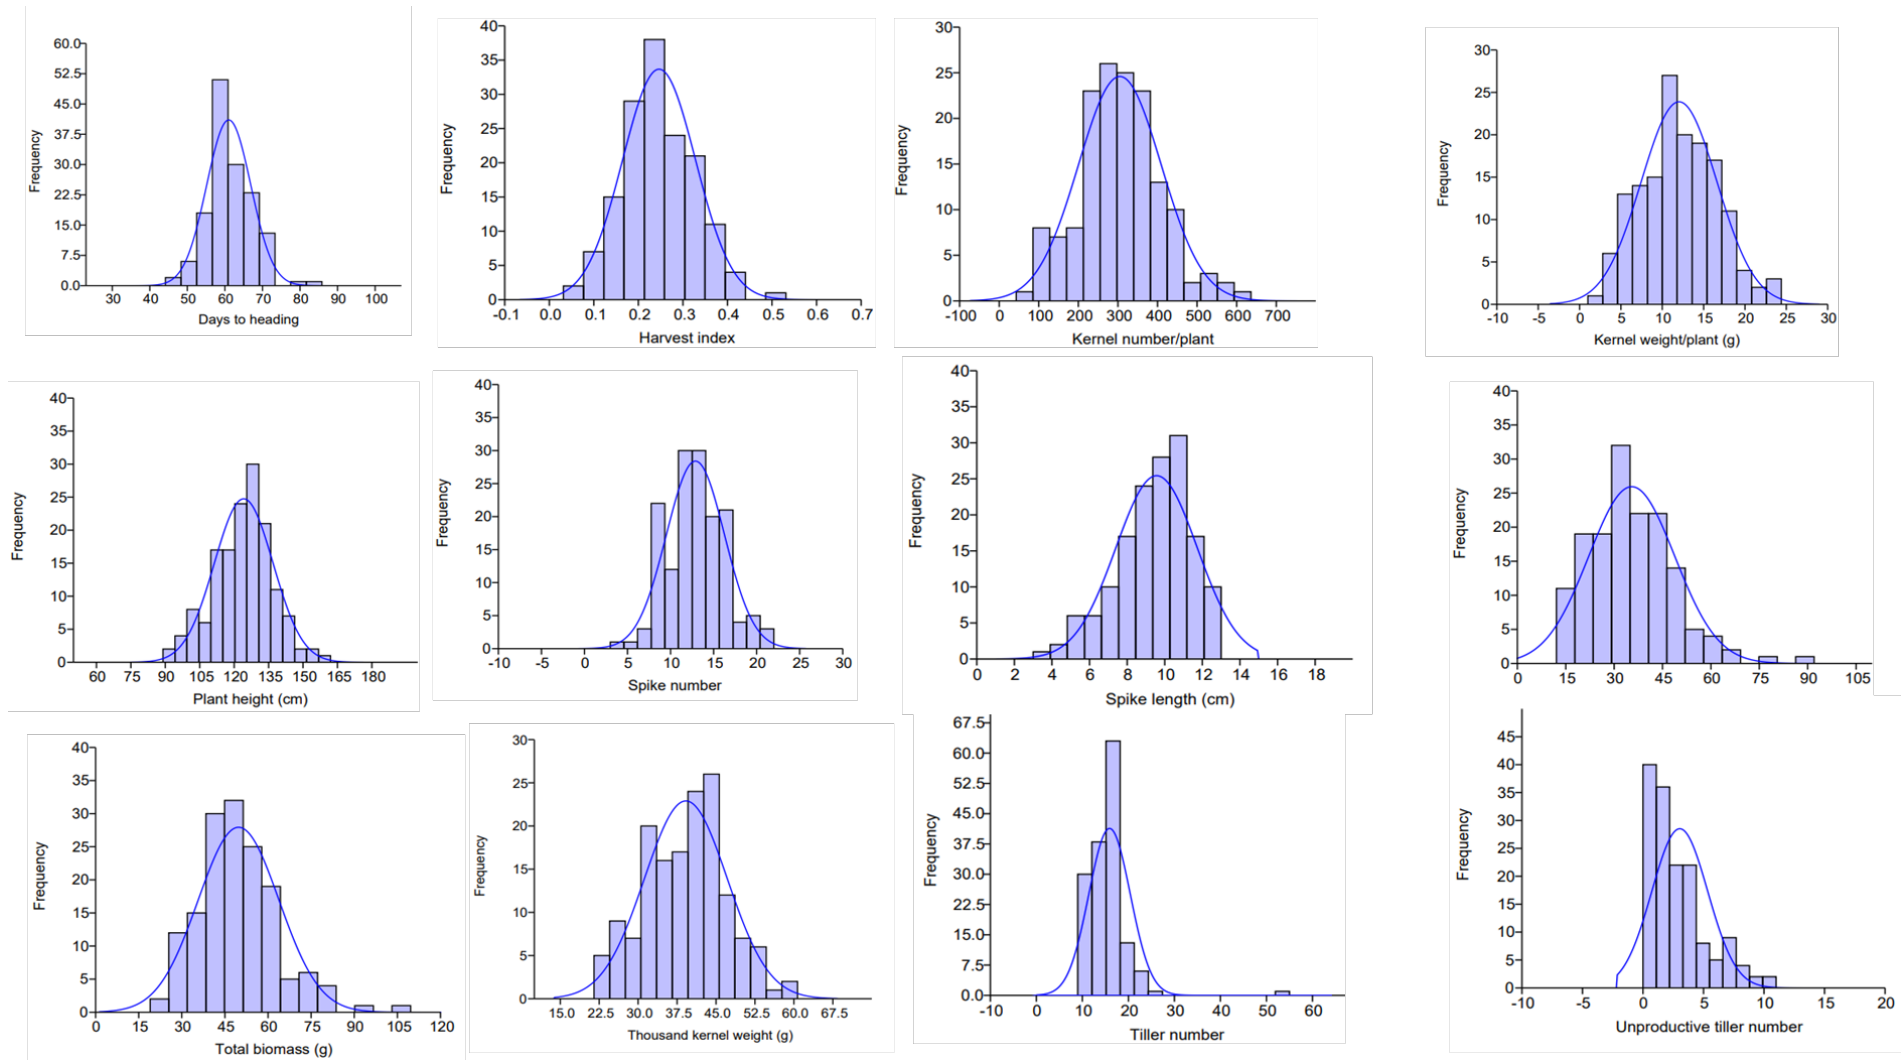 60.0
52.5
45.0
37.5
30.0
22.5
15.0
7.5
0.0
Frequency
30 40 50 60 70 80 90 100
Days to heading
40
35
30
25
20
15
10
5
0
Frequency
-0.1 0.0 0.1 0.2 0.3 0.4 0.5 0.6 0.7
Harvest index
30
25
20
15
10
5
0
Frequency
-100 0 100 200 300 400 500 600 700
Kernel number/plant
30
25
20
15
10
5
0
Frequency
-10 -5 0 5 10 15 20 25 30
Kernel weight/plant (g)
40
35
30
25
20
15
10
5
0
Frequency
60 75 90 105 120 135 150 165 180
Plant height (cm)
40
35
30
25
20
15
10
5
0
Frequency
-10 -5 0 5 10 15 20 25 30
Spike number
40
35
30
25
20
15
10
5
0
Frequency
0 2 4 6 8 10 12 14 16 18
Spike length (cm)
40
35
30
25
20
15
10
5
0
Frequency
0 15 30 45 60 75 90 105
40
35
30
25
20
15
10
5
0
Frequency
0 15 30 45 60 75 90 105 120
Total biomass (g)
30
25
20
15
10
5
0
Frequency
15.0 22.5 30.0 37.5 45.0 52.5 60.0 67.5
Thousand kernel weight (g)
67.5
60.0
52.5
45.0
37.5
30.0
22.5
15.0
7.5
0.0
Frequency
-10 0 10 20 30 40 50 60
Tiller number
45
40
35
30
25
20
15
10
5
0
Frequency
-10 -5 0 5 10 15 20
Unproductive tiller number